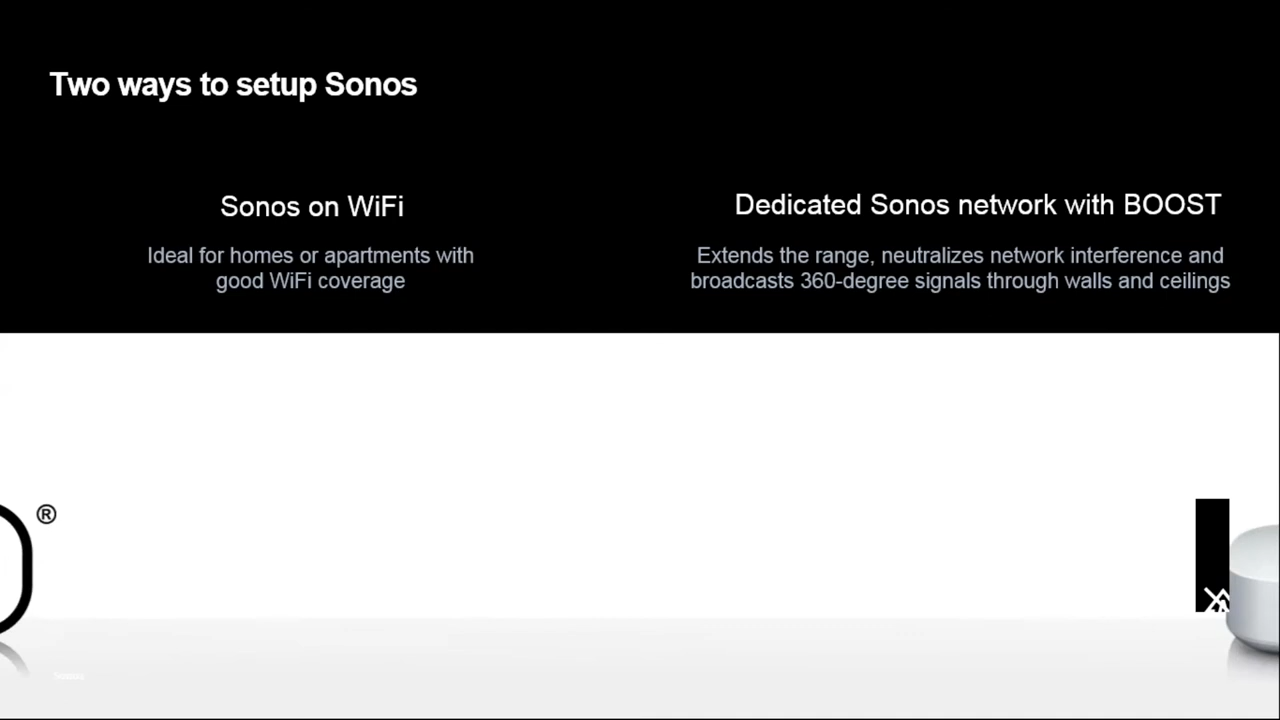 Two ways to setup Sonos
Sonos on WiFi
Ideal for homes or apartments with
good WiFi coverage
Dedicated Sonos network with BOOST
Extends the range, neutralizes network interference and
broadcasts 360-degree signals through walls and ceilings
®
Sonos